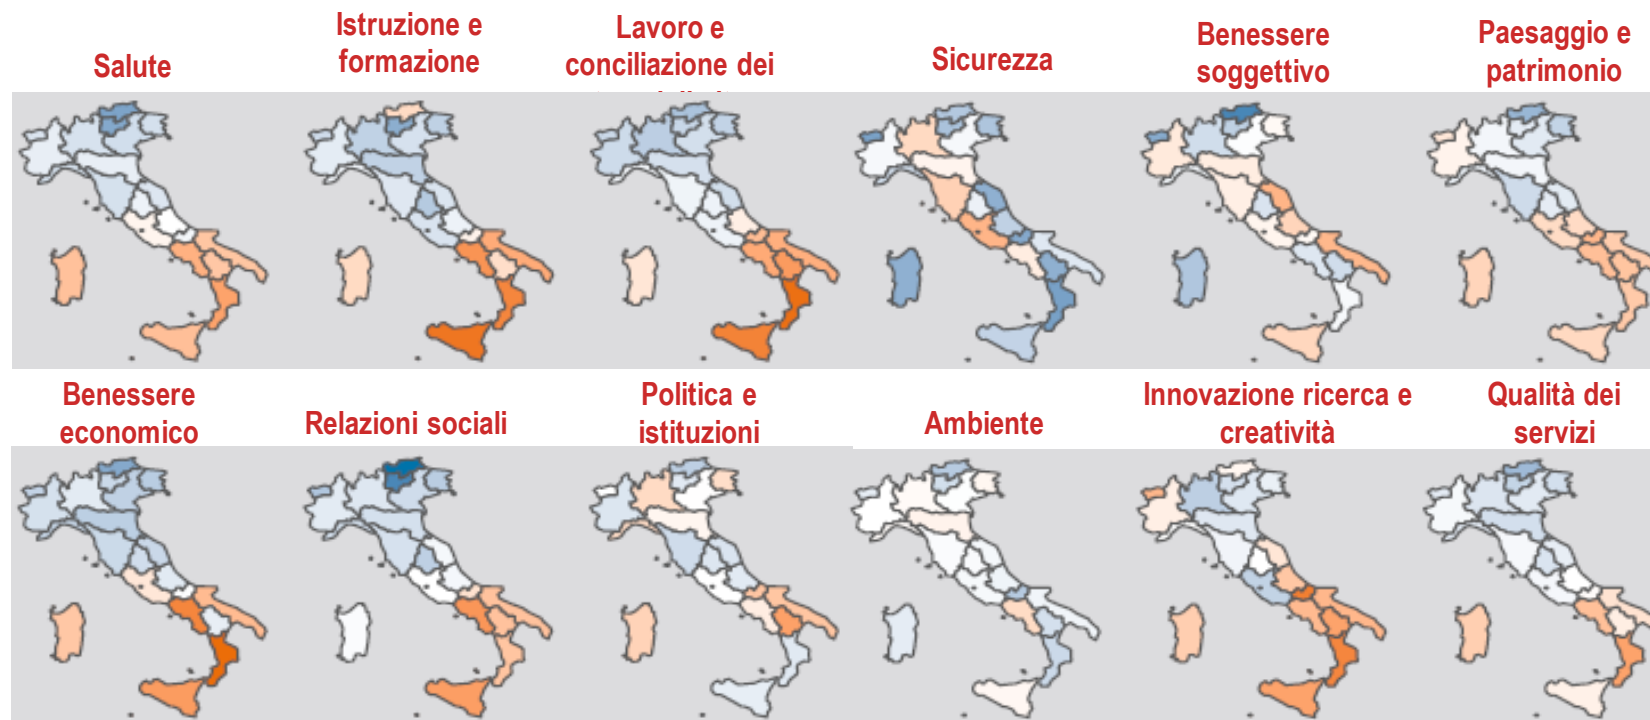 Salute
Istruzione e
formazione
Lavoro e
conciliazione dei
Sicurezza
Benessere
soggettivo
Paesaggio e
patrimonio
Benessere
economico
Relazioni sociali
Politica e
istituzioni
Ambiente
Innovazione ricerca e
creatività
Qualità dei
servizi